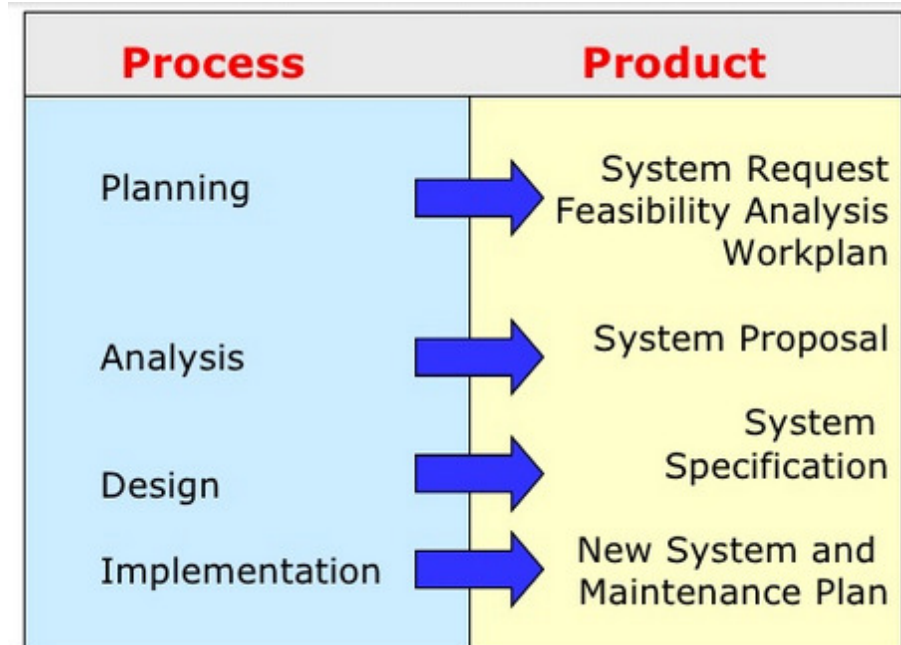 Process
Product
Planning
System Request
Feasibility Analysis
Workplan
Analysis
System Proposal
Design
System
Specification
Implementation
New System and
Maintenance Plan